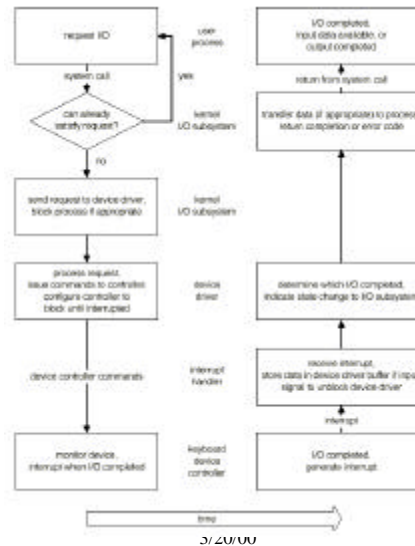 request I/O
user
process
I/O completed,
input data available, or
output completed
system call
yes
return from system call
can already
satisfy request?
kernel
I/O subsystem
transfer data (if appropriate) to process,
return completion or error code
no
send request to device driver,
block process if appropriate
kernel
I/O subsystem
process request,
issue commands to controller,
configure controller to
block until interrupted
device
driver
determine which I/O completed,
indicate state change to I/O subsystem
device controller commands
interrupt
handler
receive interrupt,
store data in device driver buffer if input,
signal to unblock device driver
interrupt
monitor device,
interrupt when I/O completed
keyboard
device
controller
I/O completed,
generate interrupt
time
3/20/00